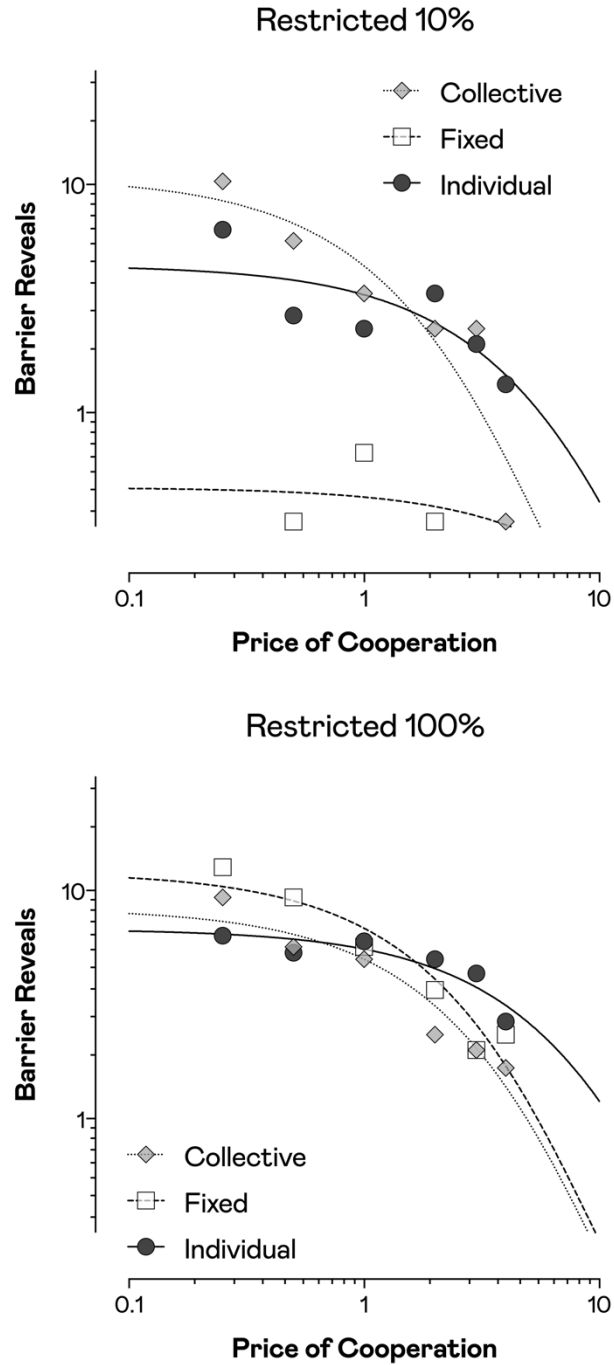 Restricted 10%
Collective
Fixed
Individual
10
1
Barrier Reveals
0.1 1 10
Price of Cooperation
Restricted 100%
10
1
Barrier Reveals
Collective
Fixed
Individual
0.1 1 10
Price of Cooperation